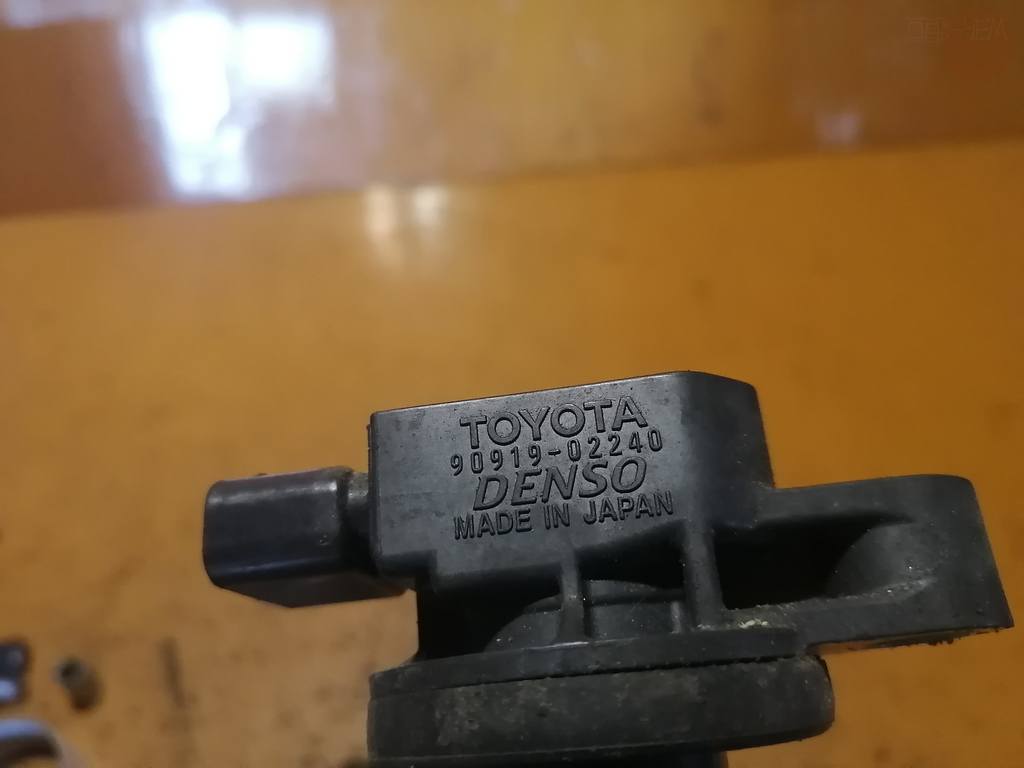 TOYOTA
90919-02240
DENSO
MADE IN JAPAN